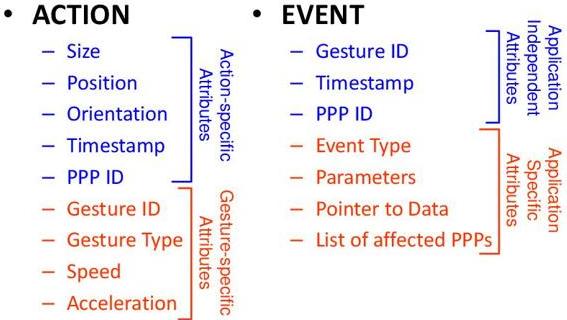 • ACTION
– Size
– Position
– Orientation
– Timestamp
– PPP ID
Action-specific
Attributes
– Gesture ID
– Gesture Type
– Speed
– Acceleration
Gesture-specific
Attributes
• EVENT
– Gesture ID
– Timestamp
– PPP ID
Application
Independent
Attributes
– Event Type
– Parameters
– Pointer to Data
– List of affected PPPs
Application
Specific
Attributes